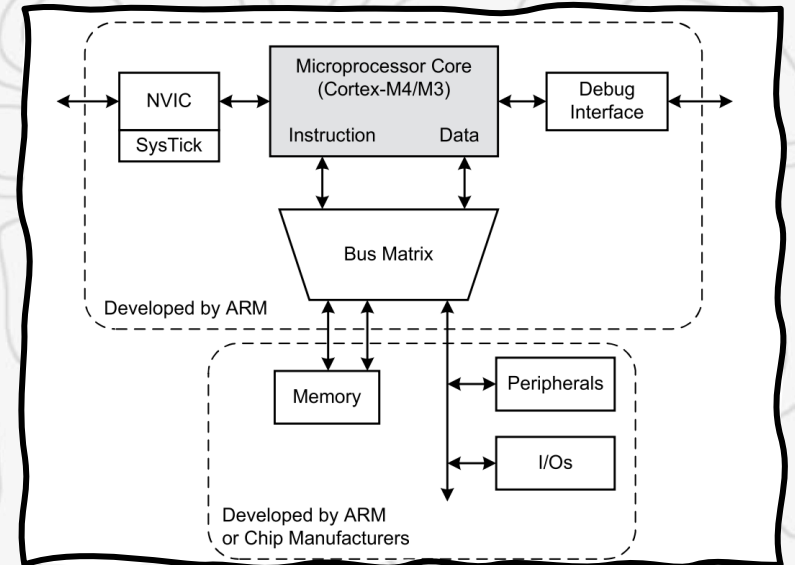 Microprocessor Core
(Cortex-M4/M3)
Instruction
Data
NVIC
SysTick
Debug
Interface
Bus Matrix
Developed by ARM
Memory
Peripherals
I/Os
Developed by ARM
or Chip Manufacturers